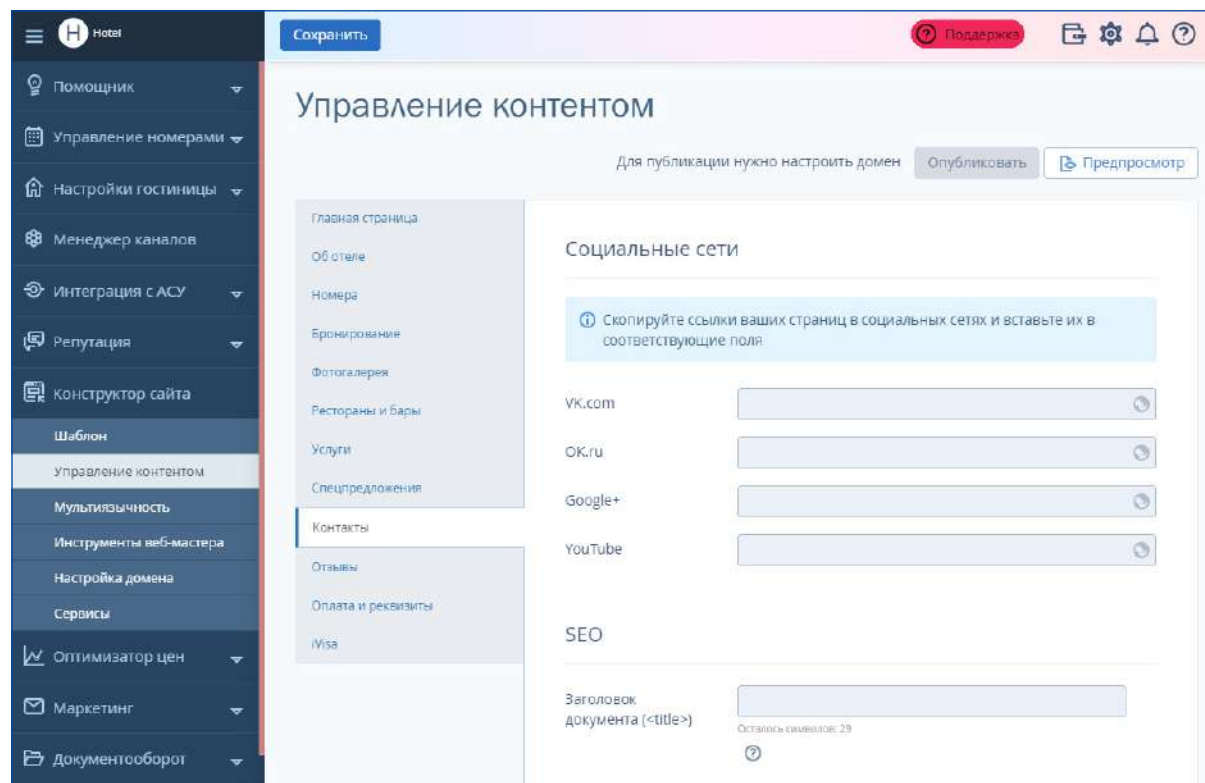 Hotel
Сохранить
Поддержка
Помощник
Управление номерами
Настройки гостиницы
Менеджер каналов
Интеграция с АСУ
Репутация
Конструктор сайта
Шаблон
Управление контентом
Мультиязычность
Инструменты веб-мастера
Настройка домена
Сервисы
Оптимизатор цен
Маркетинг
Документооборот
Управление контентом
Для публикации нужно настроить домен
Опубликовать
Предпросмотр
Главная страница
Об отеле
Номера
Бронирование
Фотогалерея
Рестораны и бары
Услуги
Спецпредложения
Контакты
Отзывы
Оплата и реквизиты
iVisa
Социальные сети
Скопируйте ссылки ваших страниц в социальных сетях и вставьте их в
соответствующие поля
VK.com
OK.ru
Google+
YouTube
SEO
Заголовок
документа (<title>)
Осталось символов: 29